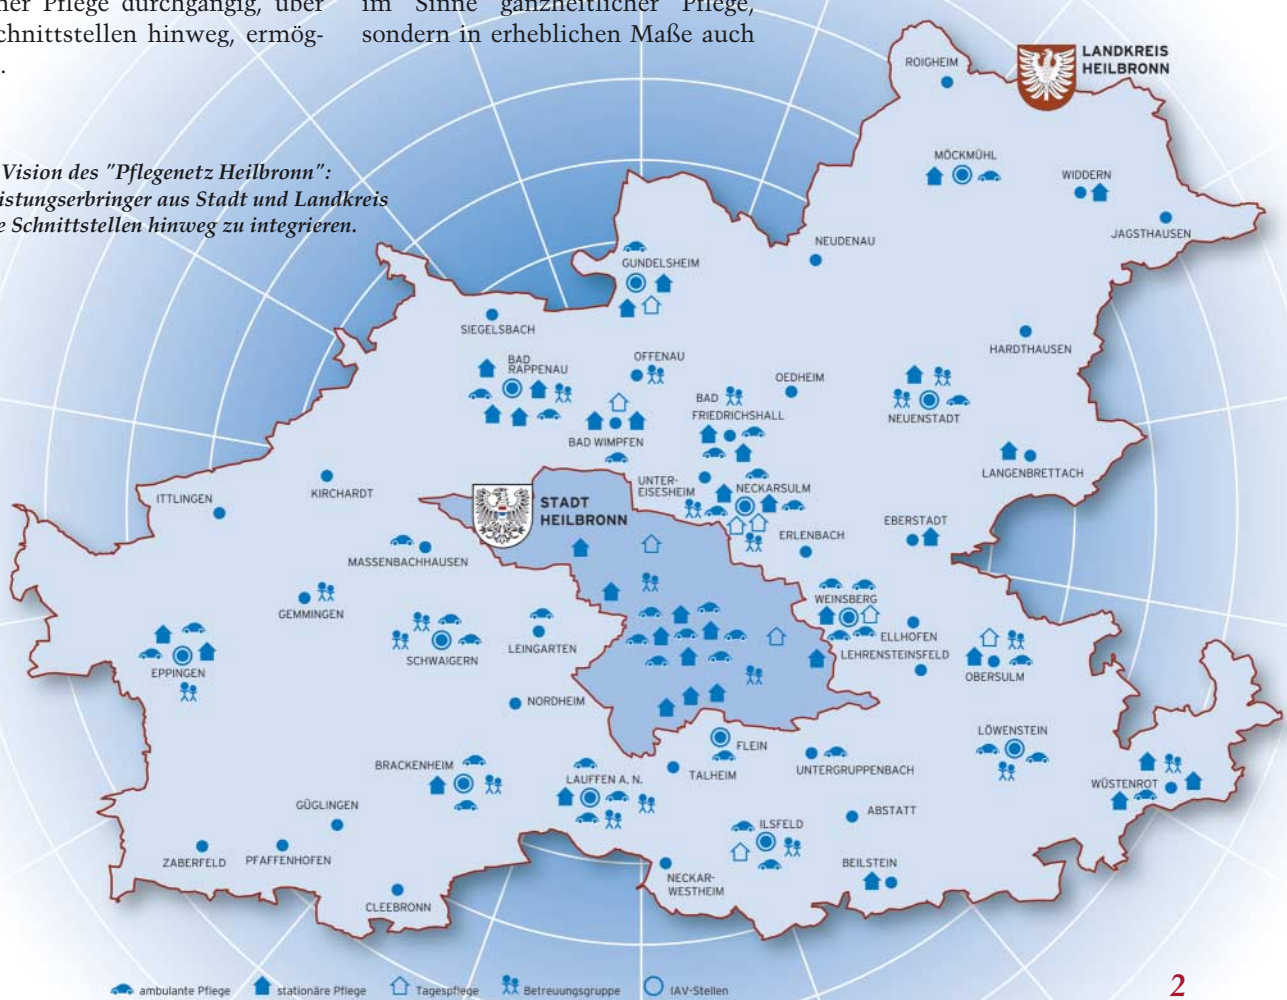 Pflege durchgängig, über
hinweg, ermög-
.
im Sinne ganzheitlicher Pflege,
sondern in erheblichen Maße auch
Vision des "Pflegenetz Heilbronn":
aus Stadt und Landkreis
Schnittstellen hinweg zu integrieren.
LANDKREIS
HEILBRONN
ROIGHEIM
MÖCKMÜHL
WIDDERN
JAGSTHAUSEN
NEUDENAU
GUNDELSHEIM
SIEGELSBACH
HARDTHAUSEN
BAD
RAPPENAU
OFFENAU
OEDHEIM
BAD
FRIEDRICHSHALL
NEUENSTADT
BAD WIMPFEN
LANGENBRETTACH
UNTER-
EISESHEIM
NECKARSULM
KIRCHARDT
ITTLINGEN
STADT
HEILBRONN
ERLENBACH
EBERSTADT
MASSENBACHHAUSEN
GEMMINGEN
WEINSBERG
ELLHOFEN
LEHRENSTEINSFELD
LEINGARTEN
SCHWAIGERN
EPPINGEN
OBERSULM
NORDHEIM
LÖWENSTEIN
FLEIN
TALHEIM
UNTERGRUPPENBACH
BRACKENHEIM
LAUFFEN A. N.
WÜSTENROT
GÜGLINGEN
ABSTATT
ILSFELD
ZABERFELD
PFAFFENHOFEN
BEILSTEIN
NECKAR-
WESTHEIM
CLEEBRONN
ambulante Pflege stationäre Pflege Tagespflege Betreuungsgruppe IAV-Stellen
2